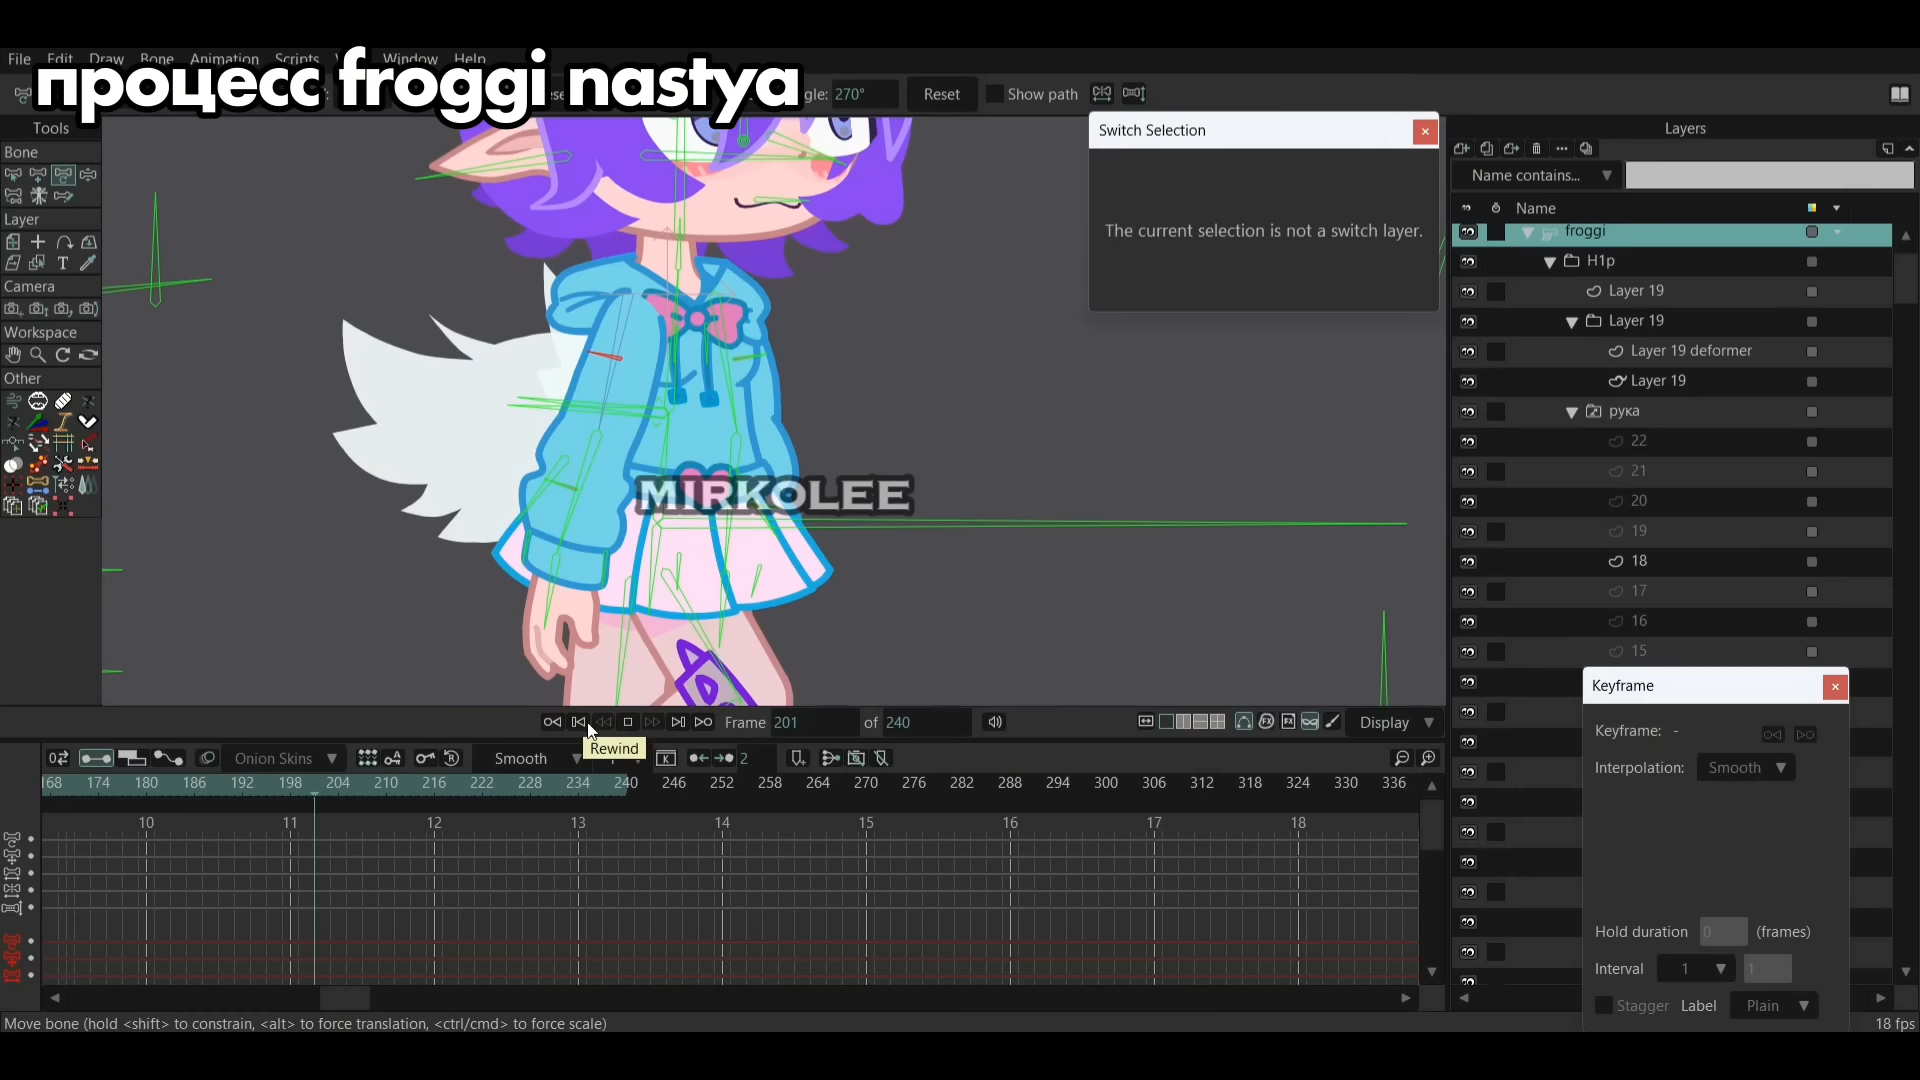 File Edit Draw Bone Animation Scripts Window Help
процесс froggi nastya
gle: 270° Reset Show path
Tools
Bone
Layer
Camera
Workspace
Other
Switch Selection
The current selection is not a switch layer.
MIRKOLEE
Layers
Name contains...
Name
froggi
H1p
Layer 19
Layer 19
Layer 19 deformer
Layer 19
рука
22
21
20
19
18
17
16
15
Frame 201 of 240
Display
Rewind
Onion Skins
Smooth
2
168 174 180 186 192 198 204 210 216 222 228 234 240 246 252 258 264 270 276 282 288 294 300 306 312 318 324 330 336
10 11 12 13 14 15 16 17 18
Keyframe
Keyframe: -
Interpolation: Smooth
Hold duration 0 (frames)
Interval 1 1
Stagger Label Plain
Move bone (hold <shift> to constrain, <alt> to force translation, <ctrl/cmd> to force scale)
18 fps